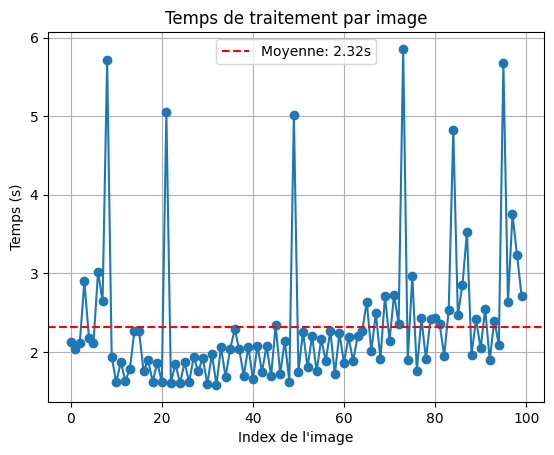 Temps de traitement par image
Moyenne: 2.32s
Temps (s)
6
5
4
3
2
0 20 40 60 80 100
Index de l'image